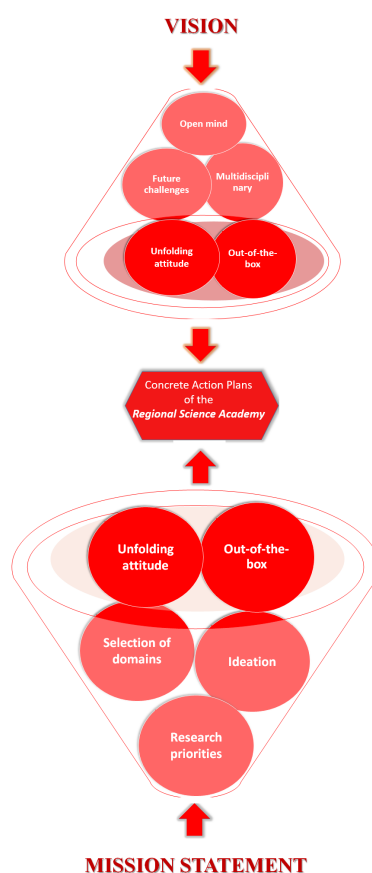 VISION
Open mind
Future
challenges
Multidiscipli
nary
Unfolding
attitude
Out-of-the-
box
Concrete Action Plans
of the
Regional Science Academy
Unfolding
attitude
Out-of-the-
box
Selection of
domains
Ideation
Research
priorities
MISSION STATEMENT